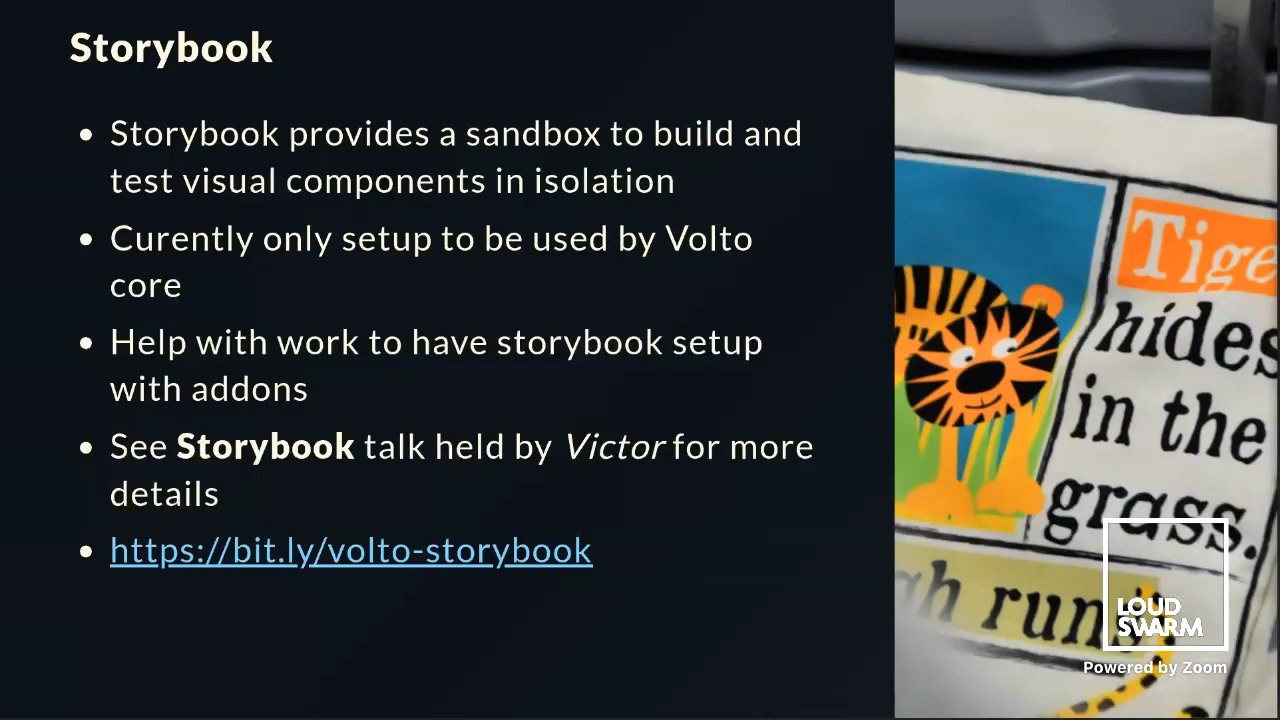 Storybook
• Storybook provides a sandbox to build and
test visual components in isolation
• Curently only setup to be used by Volto
core
• Help with work to have storybook setup
with addons
• See Storybook talk held by Victor for more
details
• https://bit.ly/volto-storybook
hides
in the
grass.
LOUD
SWARM
Powered by Zoom